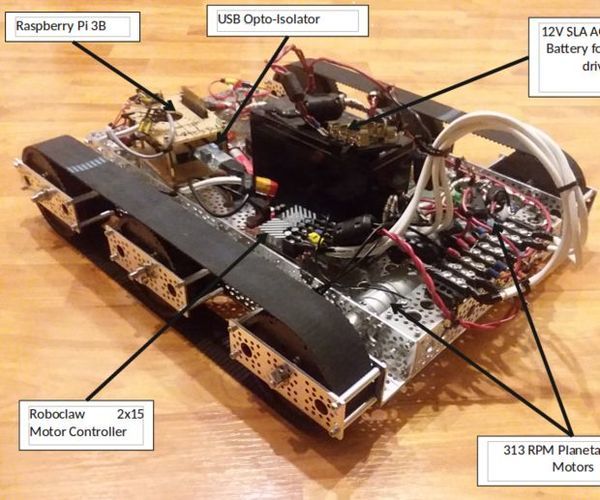 Raspberry Pi 3B
USB Opto-Isolator
12V SLA AG
Battery fo
driv
Roboclaw 2x15
Motor Controller
313 RPM Planeta
Motors